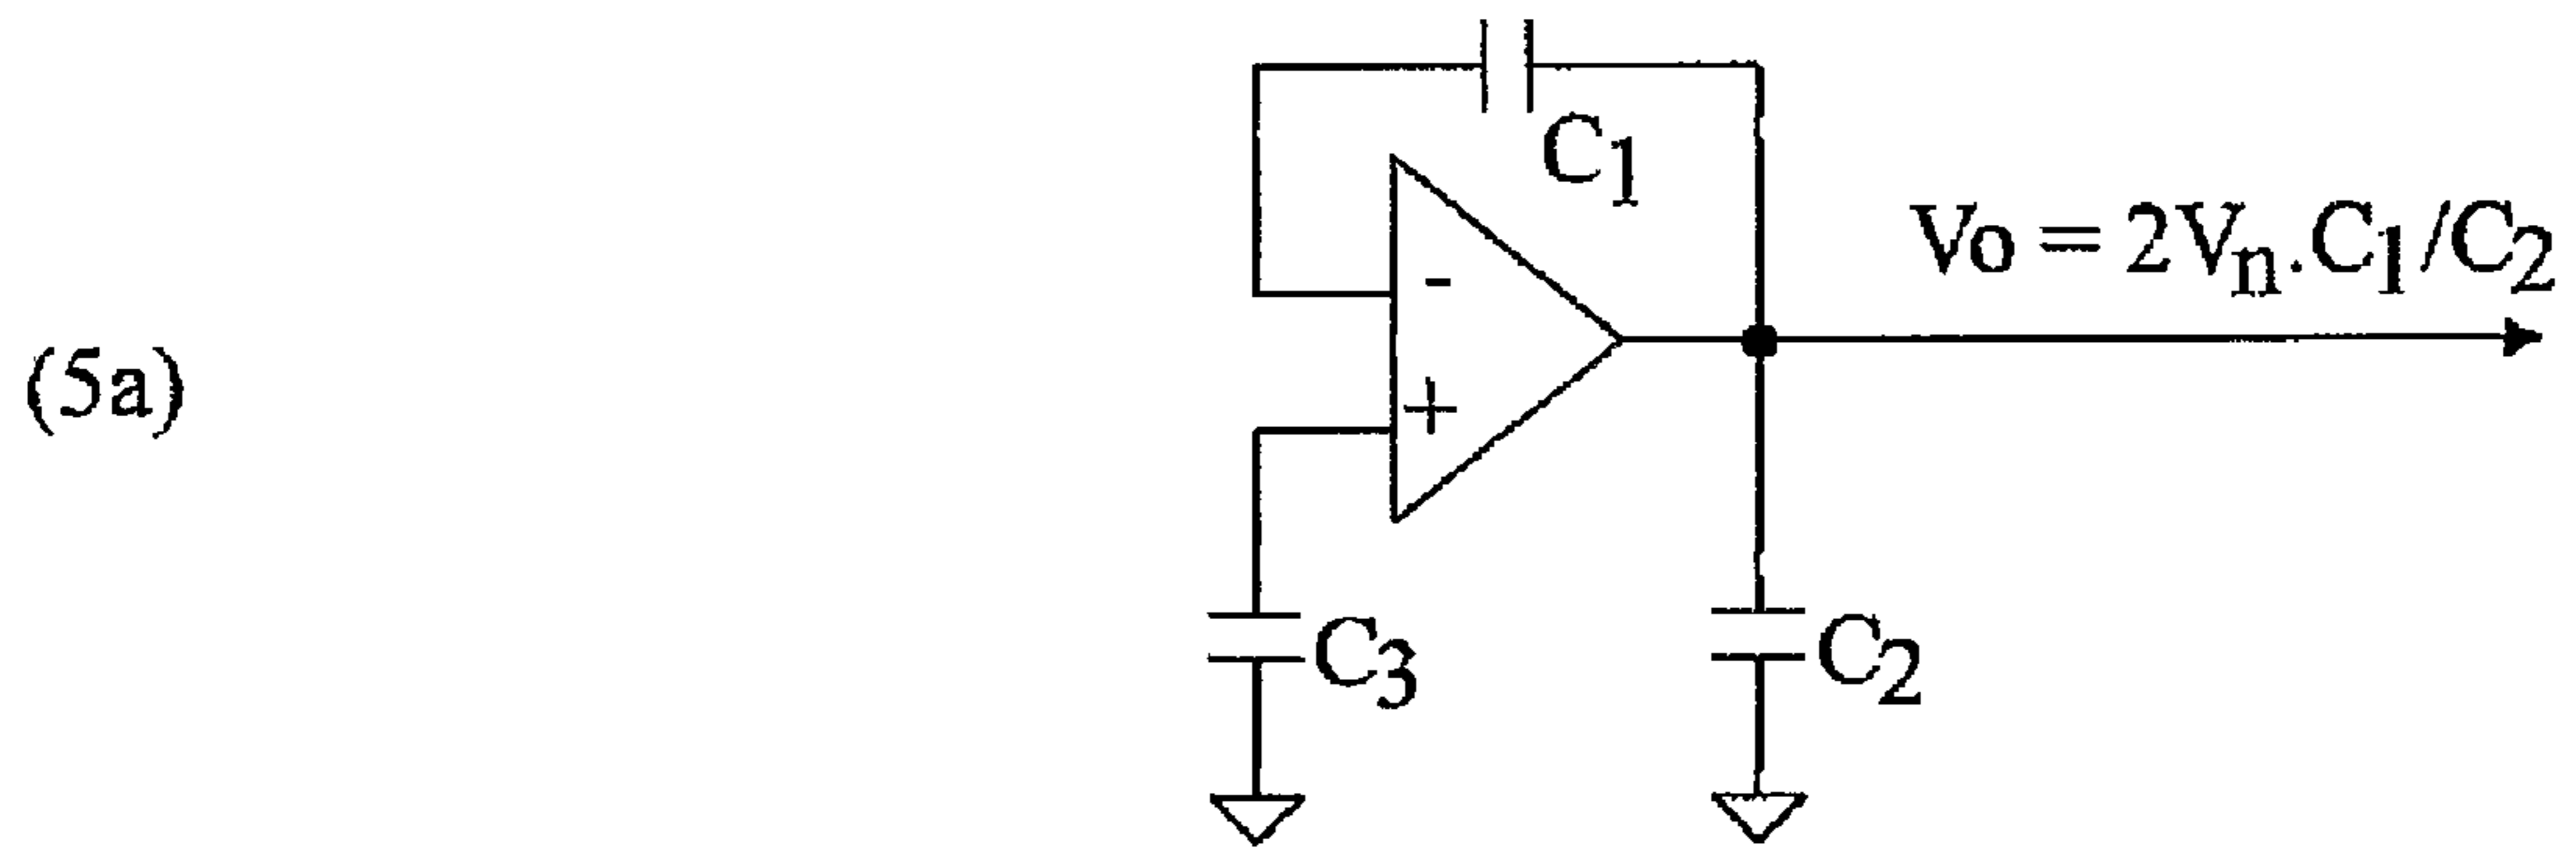 C1
Vo = 2Vn.C1/C2
-
(5a)
+
C3
C2